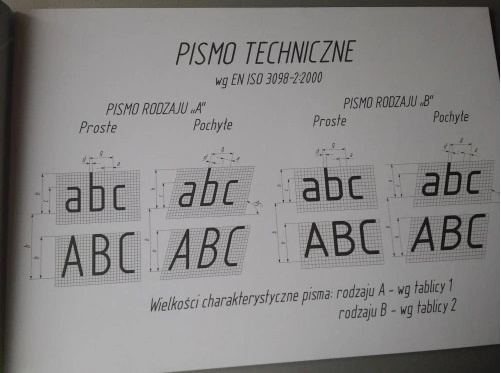 PISMO TECHNICZNE
wg EN ISO 3098-2:2000
PISMO RODZAJU „A”
PISMO RODZAJU „B”
Proste
Pochyłe
Proste
Pochyłe
abc
abc
abc
abc
ABC
ABC
ABC
ABC
Wielkości charakterystyczne pisma: rodzaju A - wg tablicy 1
rodzaju B - wg tablicy 2